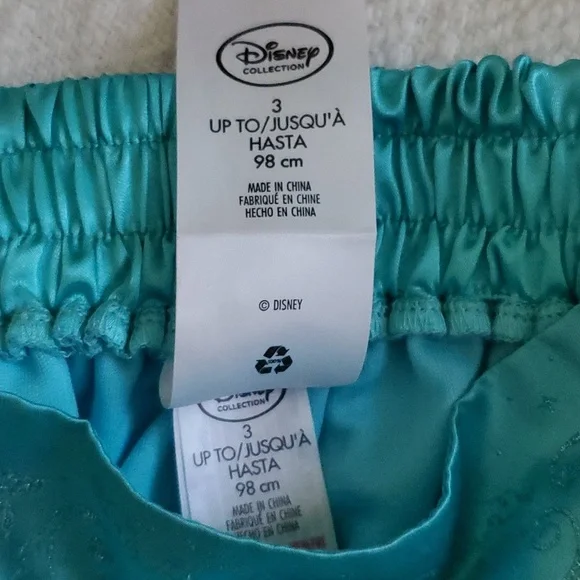 Disney
COLLECTION
3
UP TO/JUSQU'À
HASTA
98 cm
MADE IN CHINA
FABRIQUÉ EN CHINE
HECHO EN CHINA
© DISNEY
Disney
COLLECTION
3
UP TO/JUSQU'À
HASTA
98 cm
MADE IN CHINA
FABRIQUÉ EN CHINE
HECHO EN CHINA